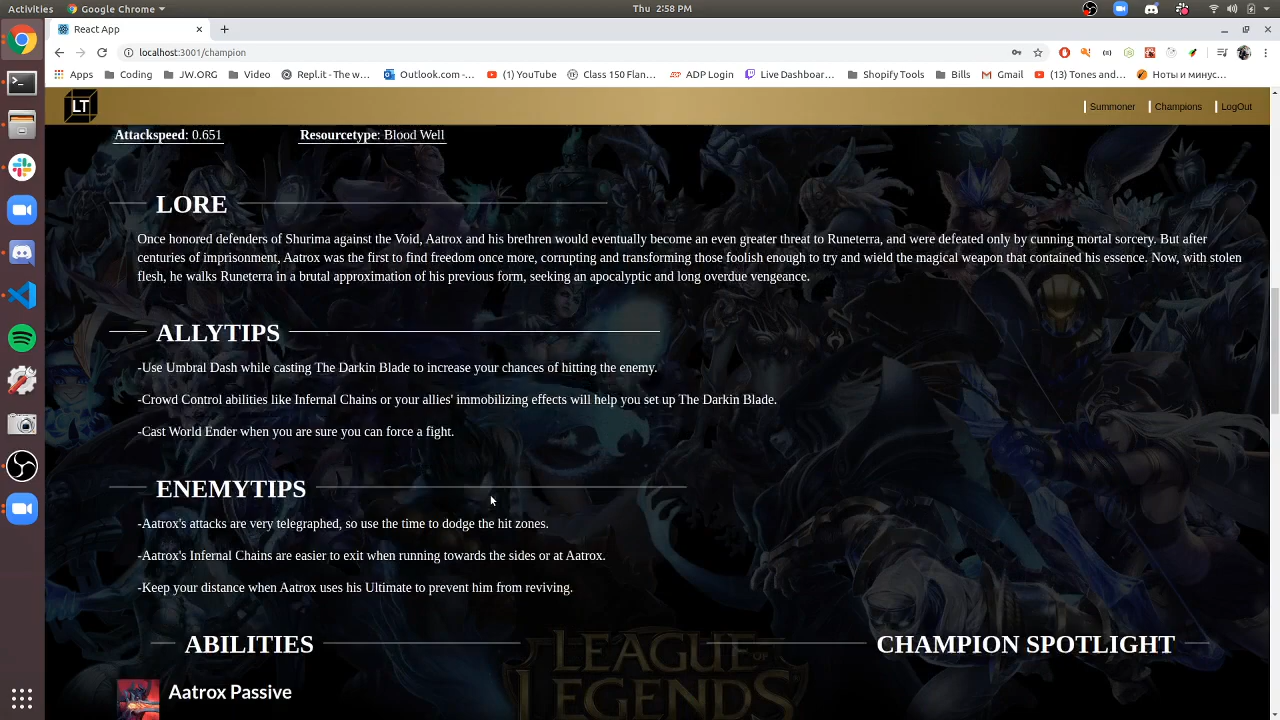 Activities
Google Chrome
Thu 2:58 PM
React App
localhost:3001/champion
Apps
Coding
JW.ORG
Video
Repl.it - The w...
Outlook.com -...
(1) YouTube
Class 150 Flan...
ADP Login
Live Dashboar...
Shopify Tools
Bills
Gmail
(13) Tones and...
Ноты и минус...
LT
Summoner
Champions
LogOut
Attackspeed: 0.651
Resourcetype: Blood Well
LORE
Once honored defenders of Shurima against the Void, Aatrox and his brethren would eventually become an even greater threat to Runeterra, and were defeated only by cunning mortal sorcery. But after
centuries of imprisonment, Aatrox was the first to find freedom once more, corrupting and transforming those foolish enough to try and wield the magical weapon that contained his essence. Now, with stolen
flesh, he walks Runeterra in a brutal approximation of his previous form, seeking an apocalyptic and long overdue vengeance.
ALLYTIPS
-Use Umbral Dash while casting The Darkin Blade to increase your chances of hitting the enemy.
-Crowd Control abilities like Infernal Chains or your allies' immobilizing effects will help you set up The Darkin Blade.
-Cast World Ender when you are sure you can force a fight.
ENEMYTIPS
-Aatrox's attacks are very telegraphed, so use the time to dodge the hit zones.
-Aatrox's Infernal Chains are easier to exit when running towards the sides or at Aatrox.
-Keep your distance when Aatrox uses his Ultimate to prevent him from reviving.
ABILITIES
CHAMPION SPOTLIGHT
LEAGUE OF
LEGENDS
Aatrox Passive